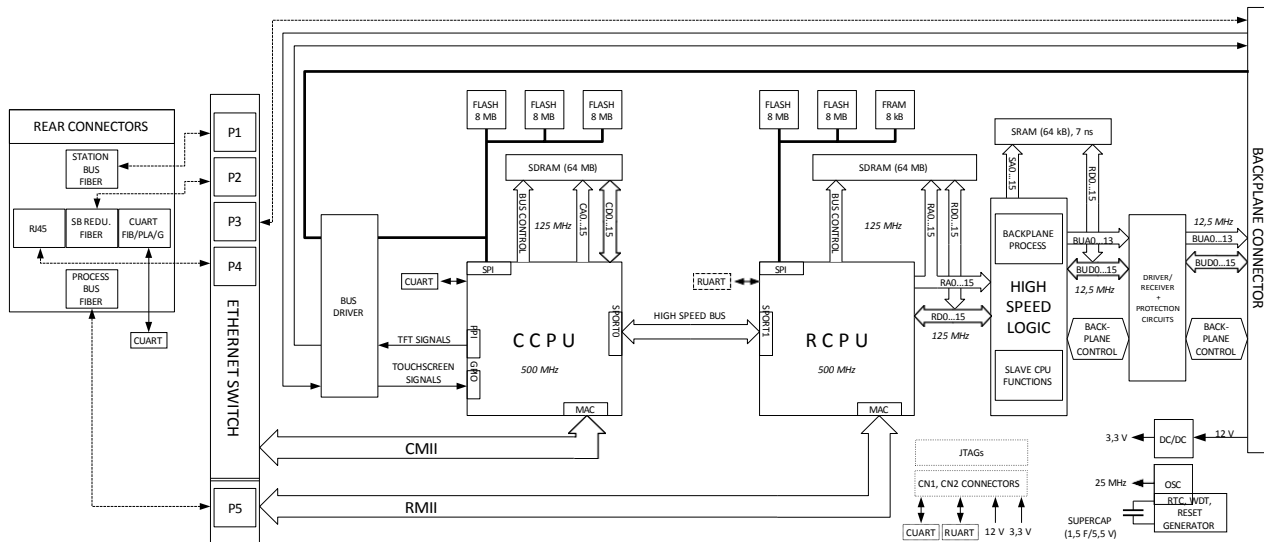 REAR CONNECTORS
STATION
BUS
FIBER
RJ45
SB REDU.
FIBER
CUART
FIB/PLA/G
PROCESS
BUS
FIBER
CUART
P1
P2
P3
P4
ETHERNET SWITCH
P5
BUS
DRIVER
FLASH
8 MB
FLASH
8 MB
FLASH
8 MB
SDRAM (64 MB)
BUS CONTROL
125 MHz
CA0...15
CD0...15
CUART
SPI
PPI
GPIO
TFT SIGNALS
TOUCHSCREEN
SIGNALS
CCPU
500 MHz
SPORT0
MAC
HIGH SPEED BUS
FLASH
8 MB
FLASH
8 MB
FRAM
8 kB
SDRAM (64 MB)
BUS CONTROL
125 MHz
RA0...15
RD0...15
RUART
SPI
SPORT1
RCPU
500 MHz
MAC
RA0...15
RD0...15
125 MHz
SRAM (64 kB), 7 ns
SA0...15
RD0...15
BACKPLANE
PROCESS
HIGH
SPEED
LOGIC
SLAVE CPU
FUNCTIONS
BUA0...13
BUD0...15
12,5 MHz
BACK-
PLANE
CONTROL
DRIVER/
RECEIVER
+
PROTECTION
CIRCUITS
12,5 MHz
BUA0...13
BUD0...15
BACK-
PLANE
CONTROL
BACKPLANE CONNECTOR
CMII
RMII
JTAGs
CN1, CN2 CONNECTORS
CUART
RUART
12 V
3,3 V
3,3 V
DC/DC
12 V
25 MHz
OSC
RTC, WDT,
RESET
GENERATOR
SUPERCAP
(1,5 F/5,5 V)